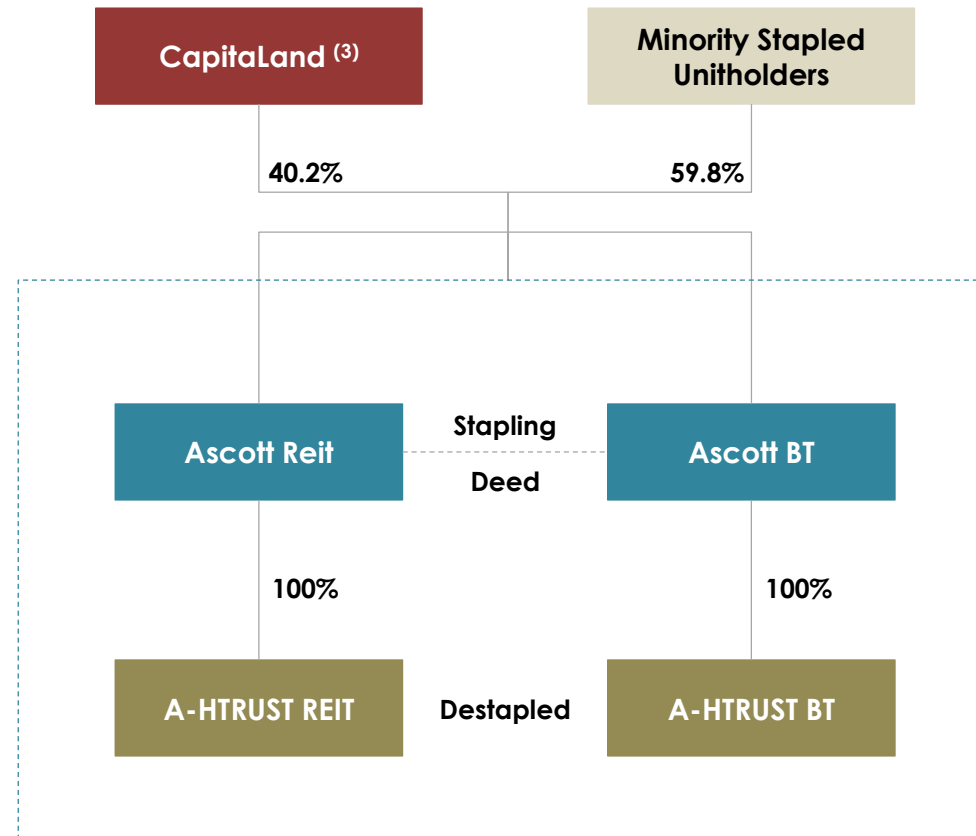 CapitaLand (3)
Minority Stapled
Unitholders
40.2%
59.8%
Ascott Reit
Stapling
Deed
Ascott BT
100%
100%
A-HTRUST REIT
Destapled
A-HTRUST BT